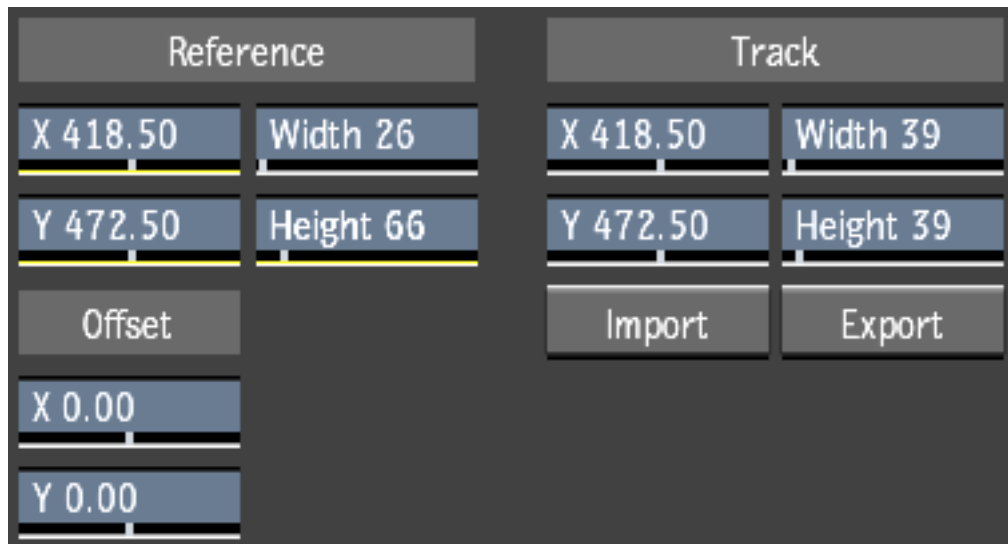 Reference
Track
X 418.50
Width 26
X 418.50
Width 39
Y 472.50
Height 66
Y 472.50
Height 39
Offset
Import
Export
X 0.00
Y 0.00